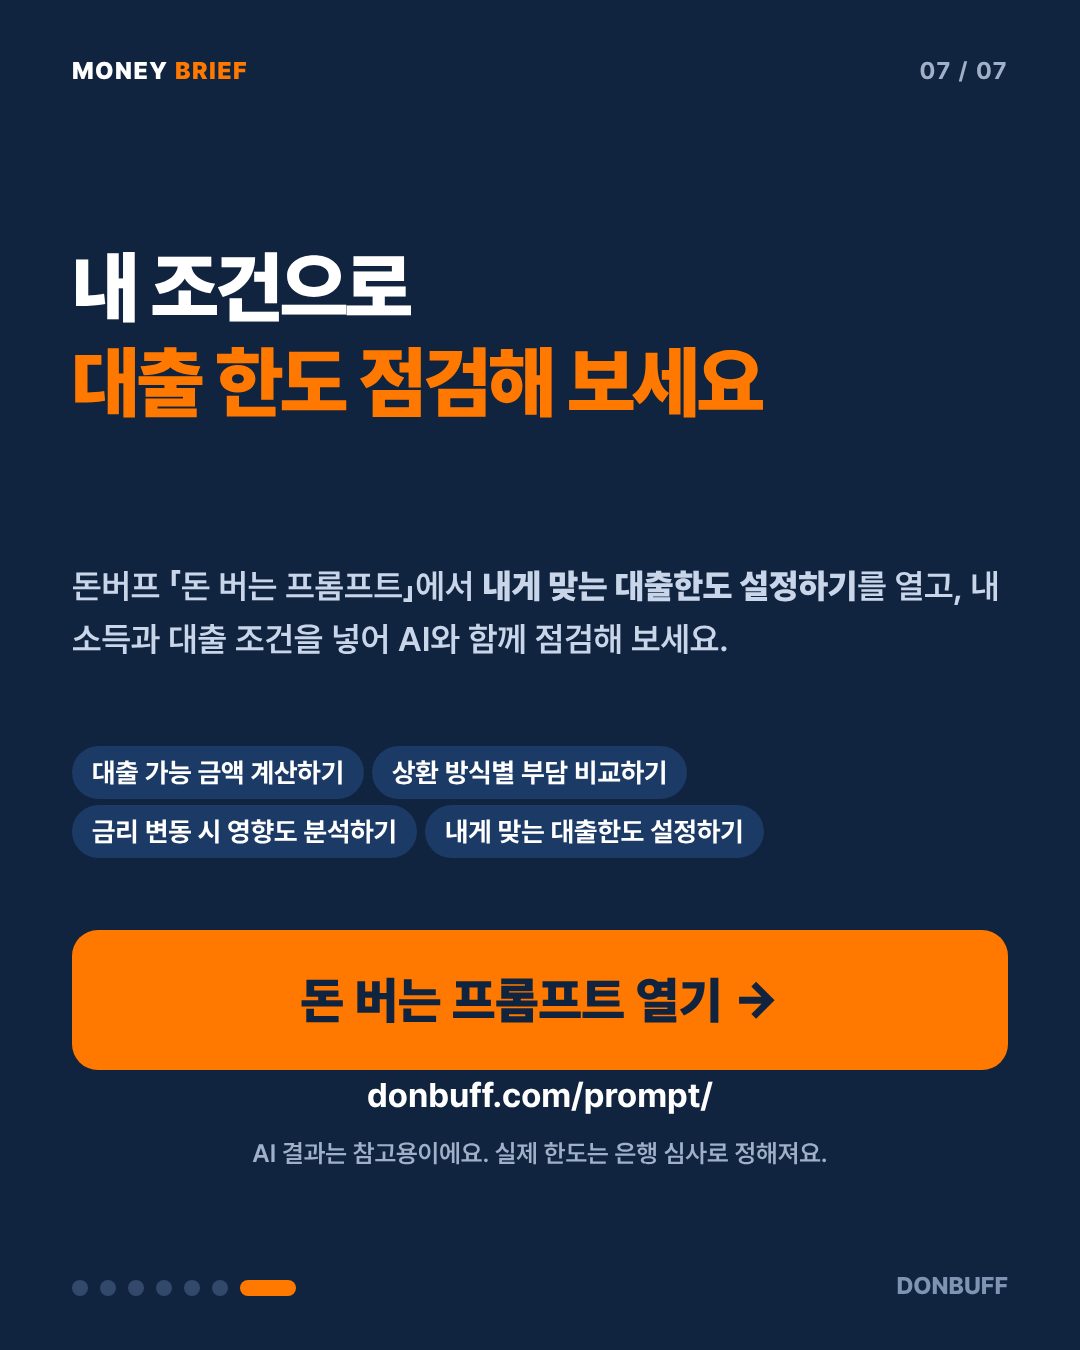 MONEY BRIEF
07 / 07
내 조건으로
대출 한도 점검해 보세요
돈버프 「돈 버는 프롬프트」에서 내게 맞는 대출한도 설정하기를 열고, 내
소득과 대출 조건을 넣어 AI와 함께 점검해 보세요.
대출 가능 금액 계산하기 상환 방식별 부담 비교하기
금리 변동 시 영향도 분석하기 내게 맞는 대출한도 설정하기
돈 버는 프롬프트 열기 →
donbuff.com/prompt/
AI 결과는 참고용이에요. 실제 한도는 은행 심사로 정해져요.
DONBUFF